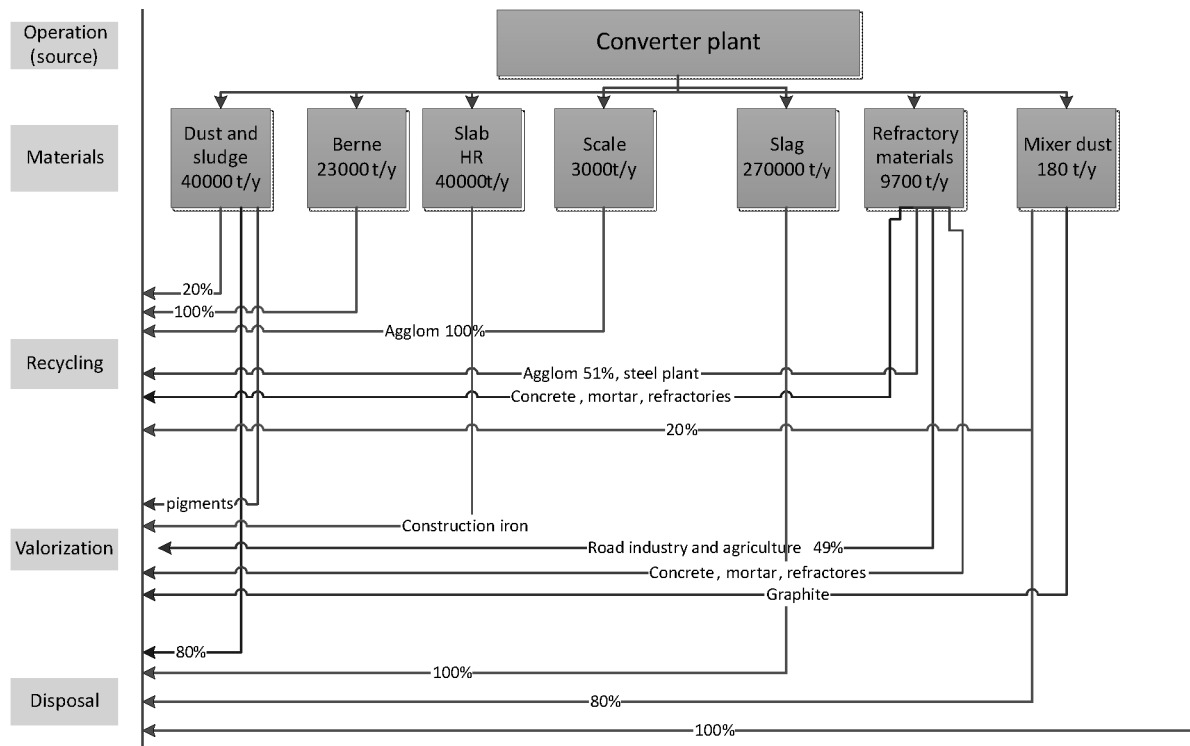 Operation
(source)
Converter plant
Materials
Dust and
sludge
40000 t/y
Berne
23000 t/y
Slab
HR
40000t/y
Scale
3000t/y
Slag
270000 t/y
Refractory
materials
9700 t/y
Mixer dust
180 t/y
20%
100%
Agglom 100%
Recycling
Agglom 51%, steel plant
Concrete , mortar, refractories
20%
pigments
Construction iron
Valorization
Road industry and agriculture 49%
Concrete , mortar, refractores
Graphite
80%
100%
Disposal
80%
100%